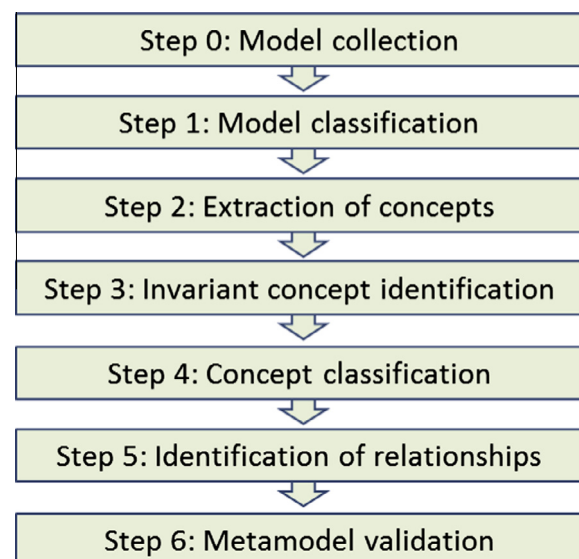 Step 0: Model collection
Step 1: Model classification
Step 2: Extraction of concepts
Step 3: Invariant concept identification
Step 4: Concept classification
Step 5: Identification of relationships
Step 6: Metamodel validation